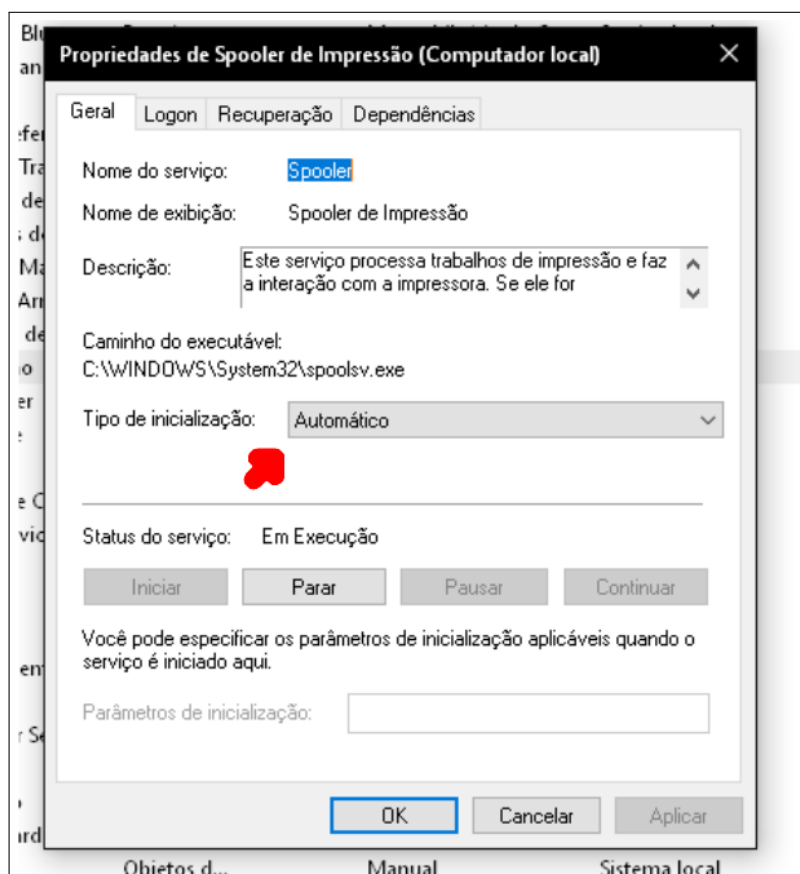 Propriedades de Spooler de Impressão (Computador local)
Geral Logon Recuperação Dependências
Nome do serviço: Spooler
Nome de exibição: Spooler de Impressão
Descrição: Este serviço processa trabalhos de impressão e faz
a interação com a impressora. Se ele for
Caminho do executável:
C:\WINDOWS\System32\spoolsv.exe
Tipo de inicialização: Automático
Status do serviço: Em Execução
Iniciar Parar Pausar Continuar
Você pode especificar os parâmetros de inicialização aplicáveis quando o
serviço é iniciado aqui.
Parâmetros de inicialização:
OK Cancelar Aplicar
Objetos d... Manual Sistema local